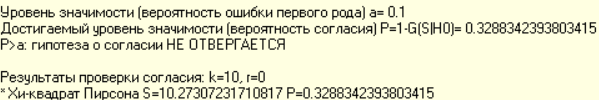 Уровень значимости (вероятность ошибки первого рода) a= 0.1
Достигаемый уровень значимости (вероятность согласия) P=1-G(S|H0)= 0.3288342393803415
P>a: гипотеза о согласии НЕ ОТВЕРГАЕТСЯ
Результаты проверки согласия: k=10, r=0
* Хи-квадрат Пирсона S=10.27307231710817 P=0.3288342393803415